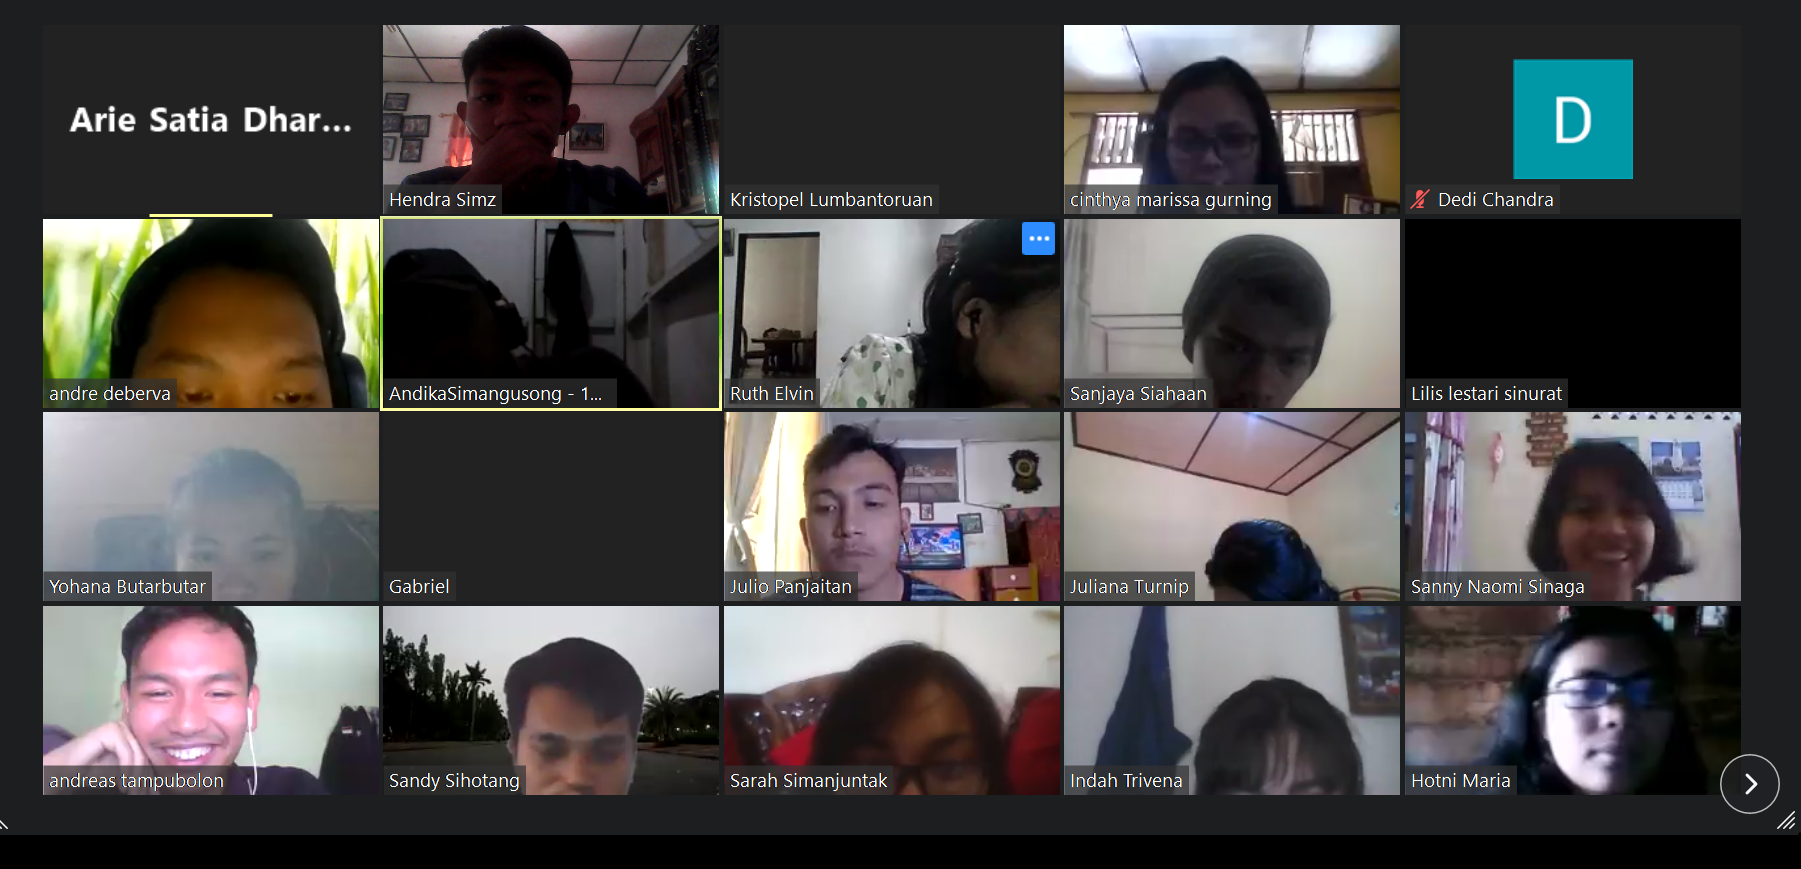 Arie Satia Dhar...
Hendra Simz
Kristopel Lumbantoruan
cinthya marissa gurning
D
Dedi Chandra
andre deberva
AndikaSimangusong - 1...
Ruth Elvin
Sanjaya Siahaan
Lilis lestari sinurat
Yohana Butarbutar
Gabriel
Julio Panjaitan
Juliana Turnip
Sanny Naomi Sinaga
andreas tampubolon
Sandy Sihotang
Sarah Simanjuntak
Indah Trivena
Hotni Maria